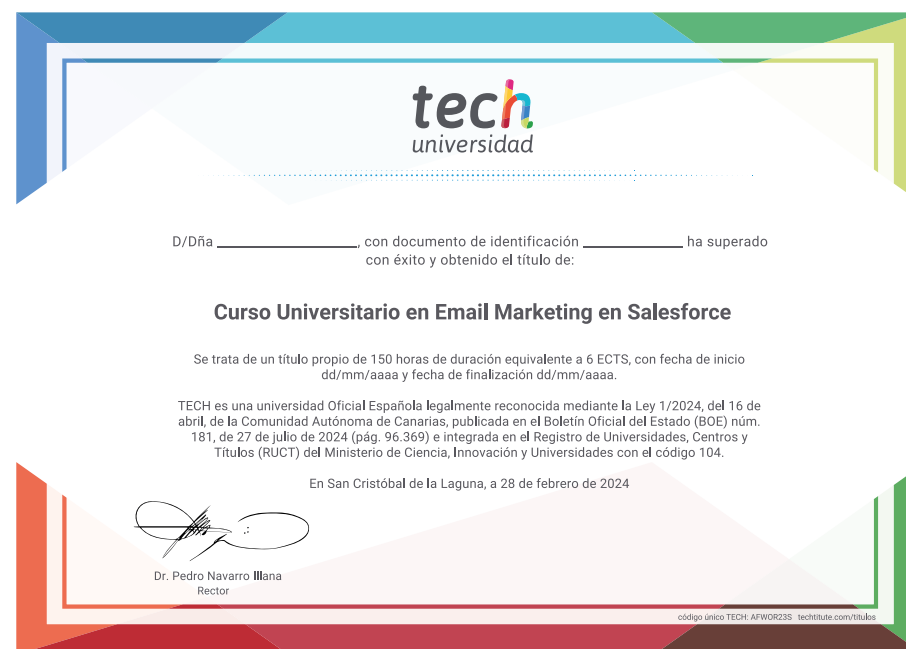 tech
universidad
D/Dña ____________________, con documento de identificación ______________ ha superado
con éxito y obtenido el título de:
Curso Universitario en Email Marketing en Salesforce
Se trata de un título propio de 150 horas de duración equivalente a 6 ECTS, con fecha de inicio
dd/mm/aaaa y fecha de finalización dd/mm/aaaa.
TECH es una universidad Oficial Española legalmente reconocida mediante la Ley 1/2024, del 16 de
abril, de la Comunidad Autónoma de Canarias, publicada en el Boletín Oficial del Estado (BOE) núm.
181, de 27 de julio de 2024 (pág. 96.369) e integrada en el Registro de Universidades, Centros y
Títulos (RUCT) del Ministerio de Ciencia, Innovación y Universidades con el código 104.
En San Cristóbal de la Laguna, a 28 de febrero de 2024
Dr. Pedro Navarro Illana
Rector
código único TECH: AFWOR23S techtitute.com/titulos